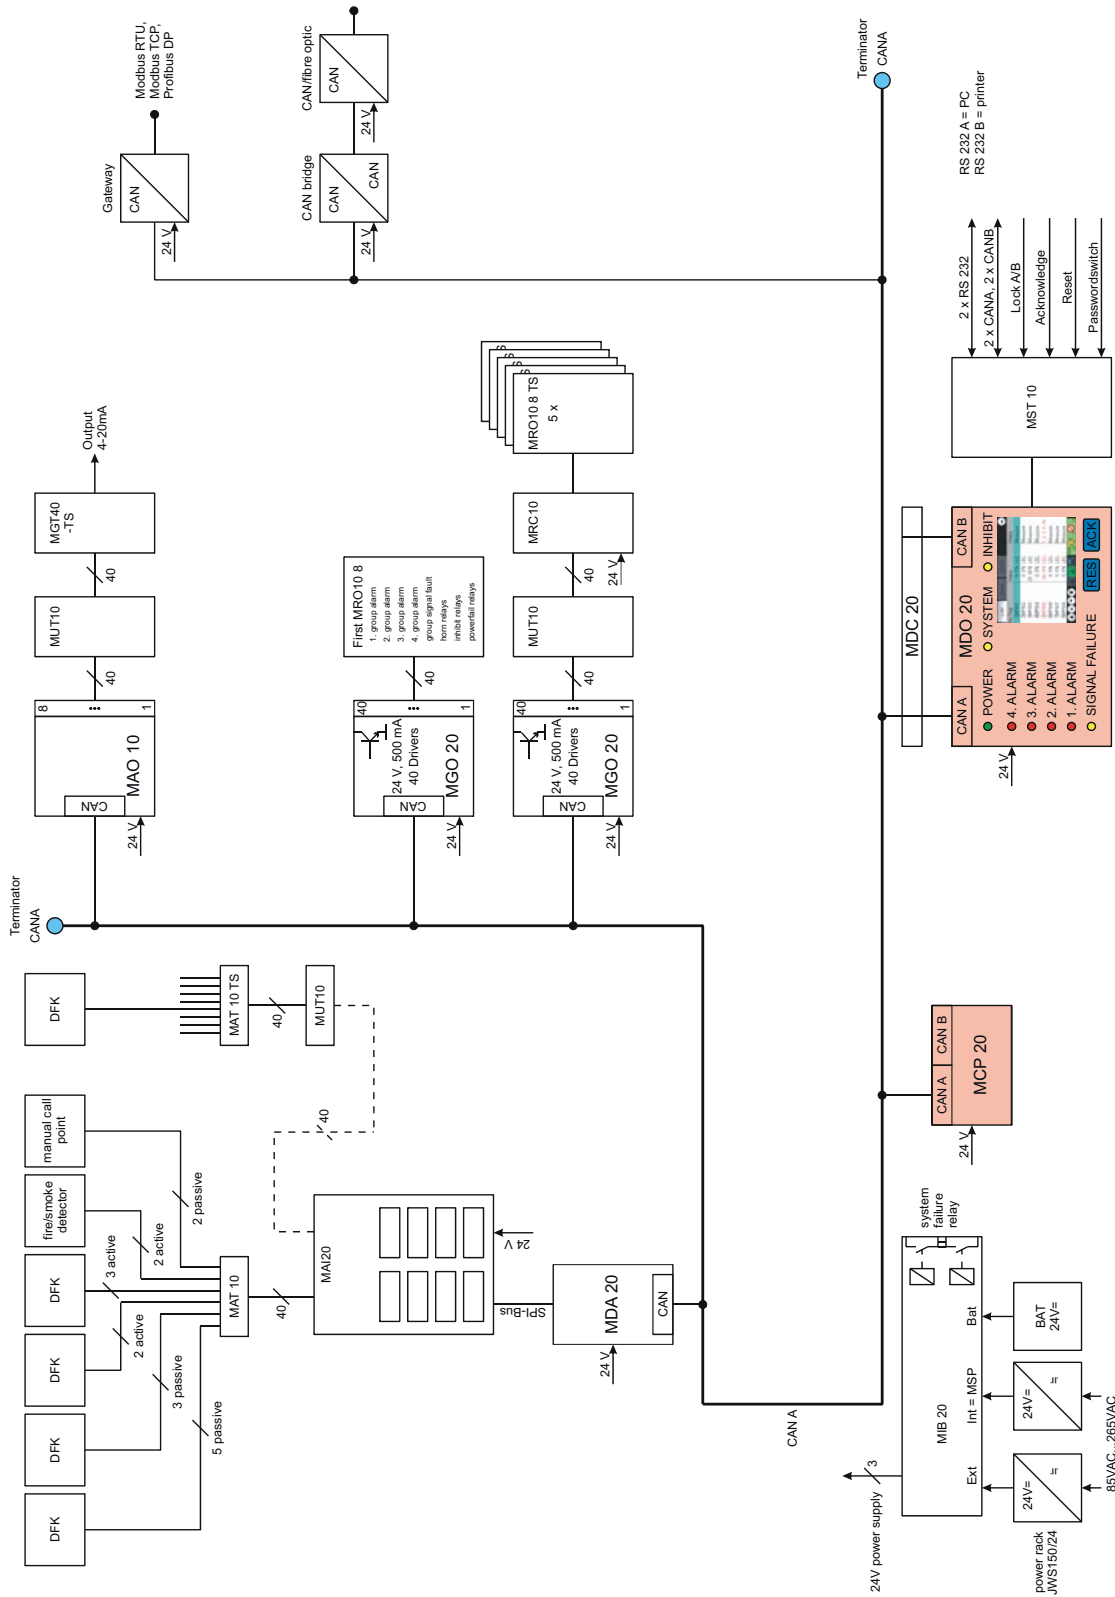 DFK
DFK
DFK
DFK
fire/smoke
detector
manual call
point
DFK
5 passive
3 passive
2 active
3 active
2 active
2 passive
MAT 10
40
MAT 10 TS
40
MUT10
40
MAI20
24 V
SPI-Bus
MDA 20
CAN
24 V
CAN A
Terminator
CANA
MAO 10
CAN
8
...
1
24 V
40
MUT10
40
MGT40
-TS
Output
4-20mA
MGO 20
CAN
24 V, 500 mA
40 Drivers
40
...
1
24 V
40
First MRO10 8
1. group alarm
2. group alarm
3. group alarm
4. group alarm
group signal fault
horn relays
inhibit relays
powerfail relays
MGO 20
CAN
24 V, 500 mA
40 Drivers
40
...
1
24 V
40
MUT10
40
MRC10
24 V
MRO10 8 TS
5 x
Gateway
CAN
24 V
Modbus RTU,
Modbus TCP,
Profibus DP
CAN bridge
CAN
CAN
24 V
CAN/fibre optic
CAN
24 V
Terminator
CANA
24V power supply
3
MIB 20
Ext
Int = MSP
Bat
system
failure
relay
24V=
24V=
BAT
24V=
power rack
JWS150/24
85VAC...265VAC
CAN A
CAN B
MCP 20
24 V
MDC 20
CAN A
CAN B
MDO 20
POWER
SYSTEM
INHIBIT
4. ALARM
3. ALARM
2. ALARM
1. ALARM
SIGNAL FAILURE
RES
ACK
24 V
MST 10
2 x RS 232
2 x CANA, 2 x CANB
Lock A/B
Acknowledge
Reset
Passwordswitch
RS 232 A = PC
RS 232 B = printer